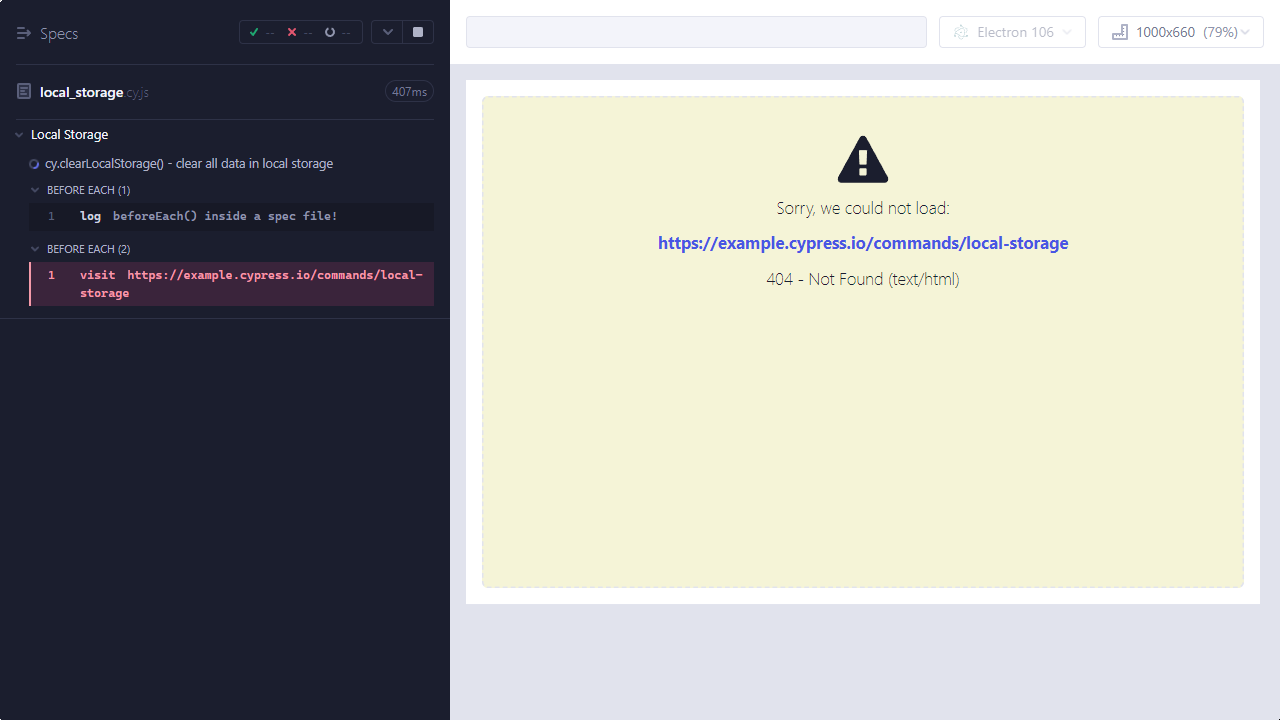 Specs
-- -- --
local_storage.cy.js
407ms
Local Storage
cy.clearLocalStorage() - clear all data in local storage
BEFORE EACH (1)
1 log beforeEach() inside a spec file!
BEFORE EACH (2)
1 visit https://example.cypress.io/commands/local-
storage
Electron 106
1000x660 (79%)
Sorry, we could not load:
https://example.cypress.io/commands/local-storage
404 - Not Found (text/html)